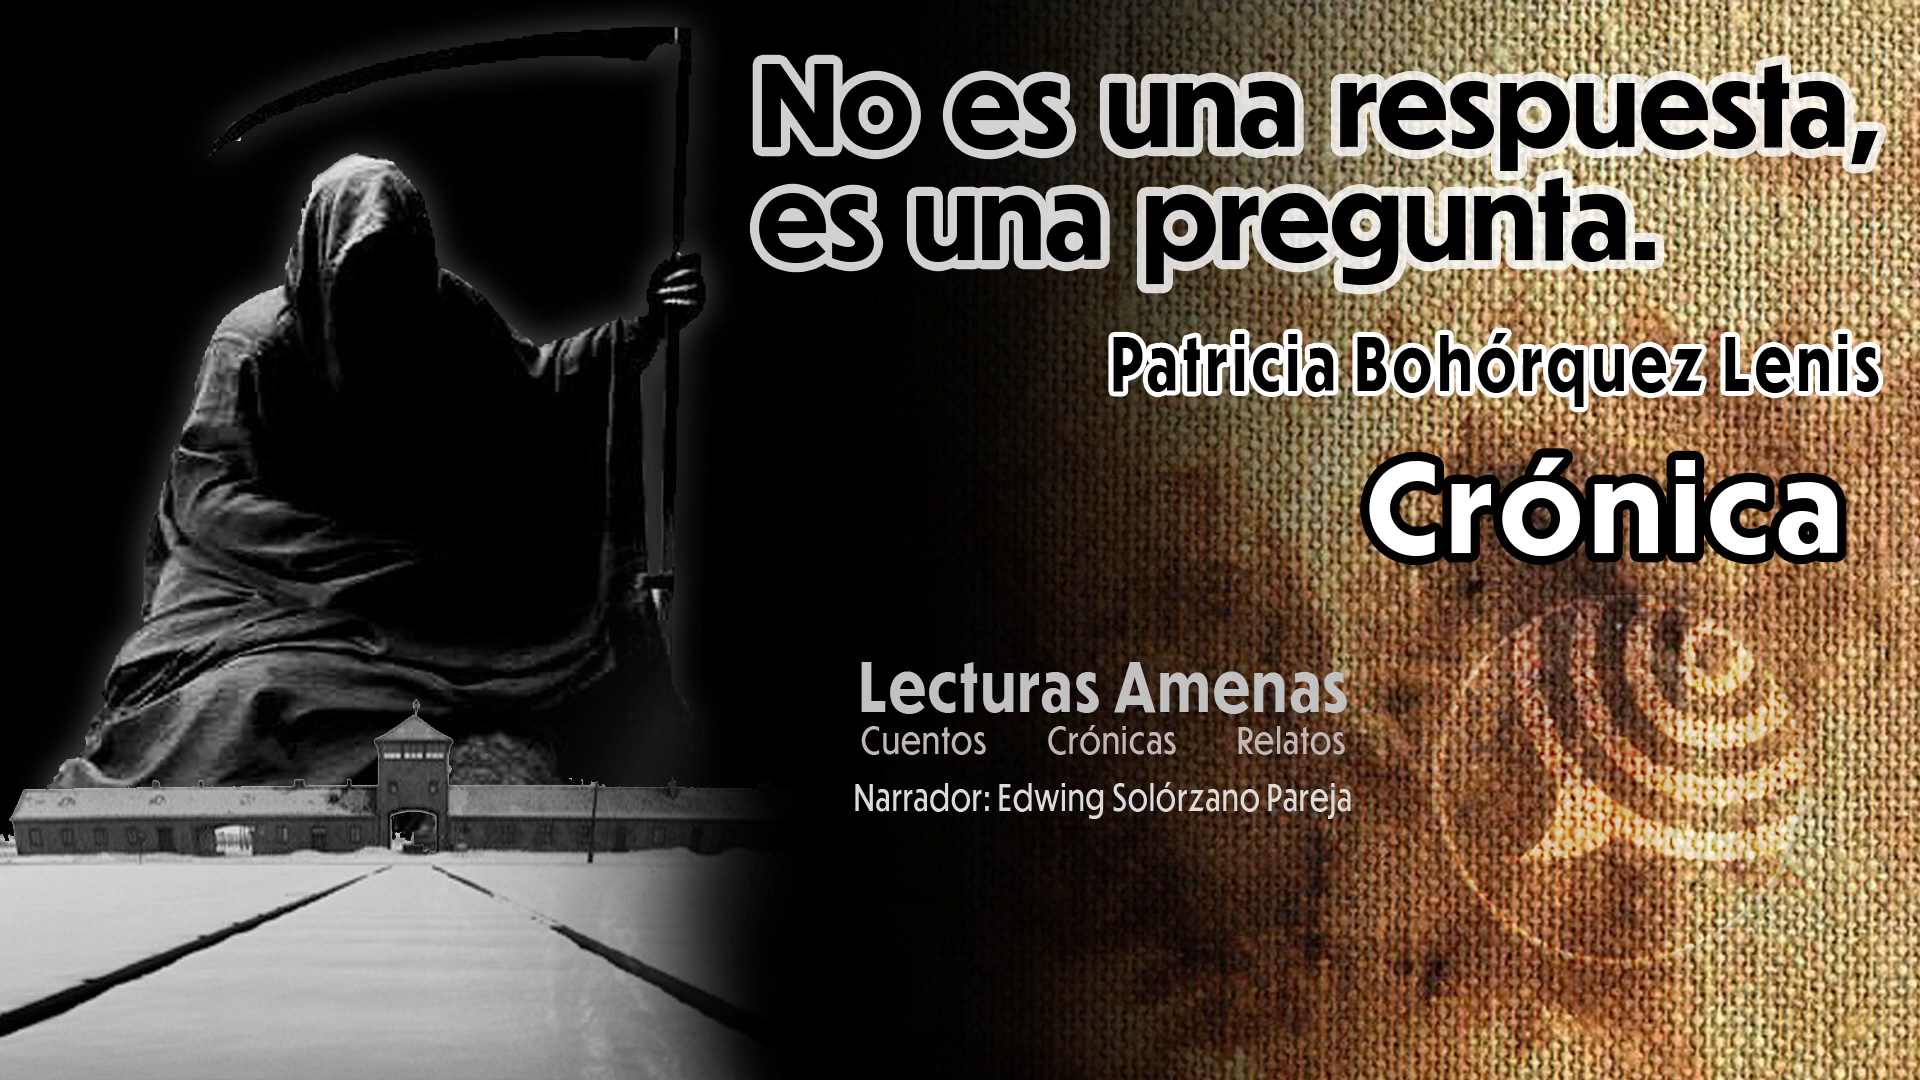 No es una respuesta,
es una pregunta.
Patricia Bohórquez Lenis
Crónica
Lecturas Amenas
Cuentos Crónicas Relatos
Narrador: Edwing Solórzano Pareja